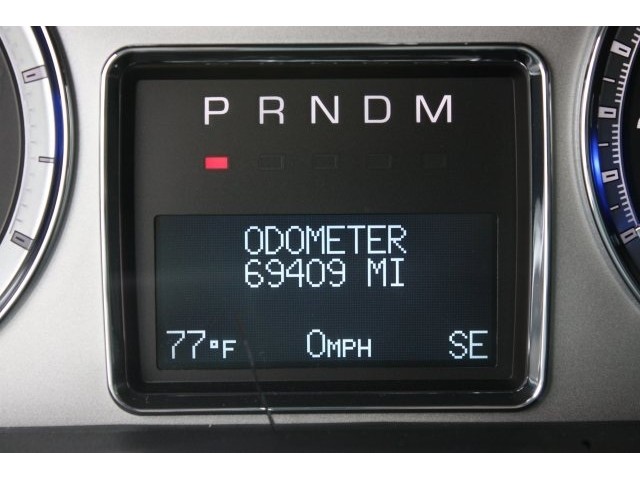 P R N D M
ODOMETER
69409 MI
77°F 0MPH SE